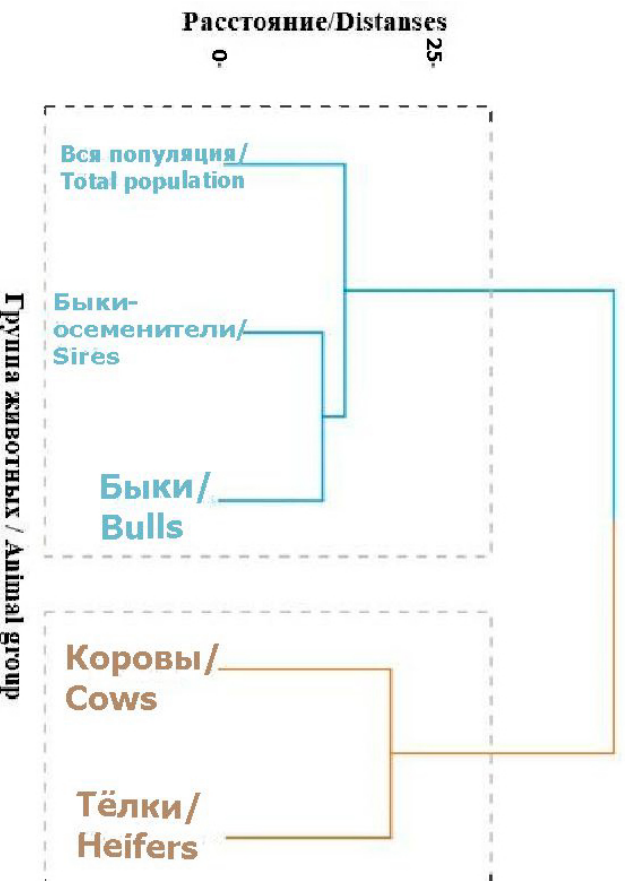 Расстояние/Distanses
0-
25-
Вся популяция/
Total population
Быки-
осеменители/
Sires
Быки/
Bulls
Группа животных / Animal group
Коровы/
Cows
Тёлки/
Heifers